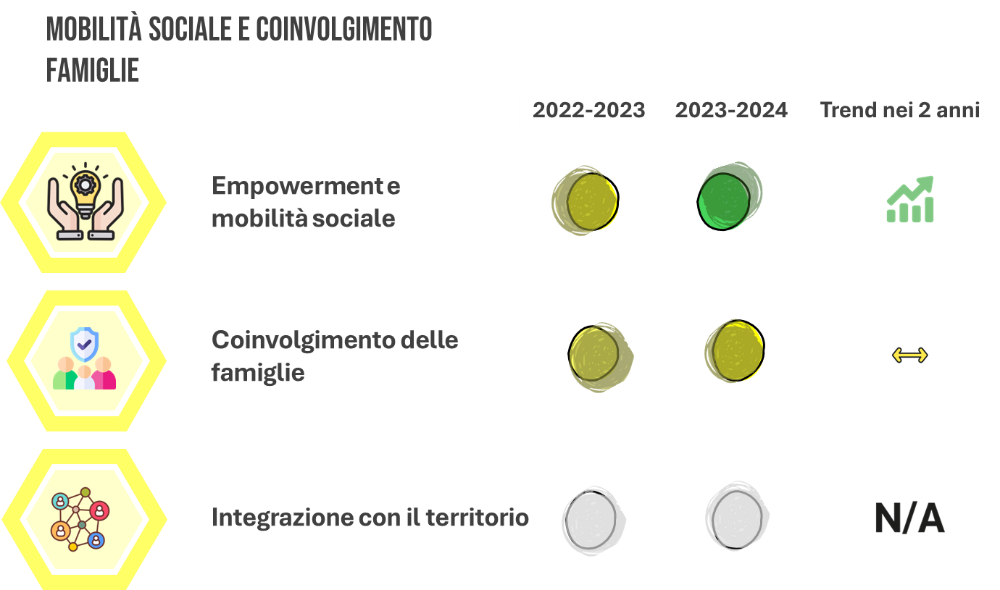 MOBILITÀ SOCIALE E COINVOLGIMENTO
FAMIGLIE
2022-2023 2023-2024 Trend nei 2 anni
Empowerment e
mobilità sociale
Coinvolgimento delle
famiglie
Integrazione con il territorio
N/A